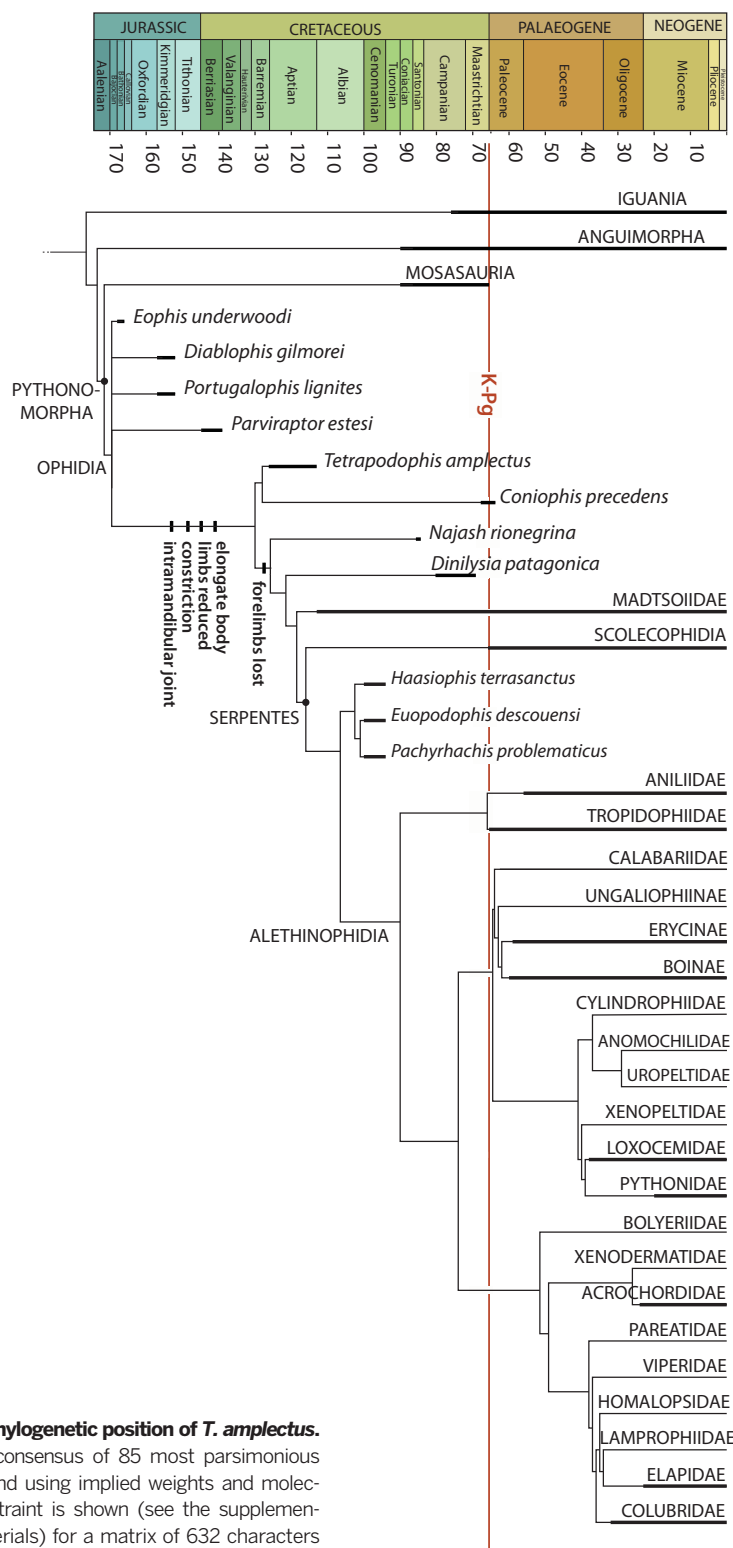 JURASSIC
CRETACEOUS
PALAEOGENE
NEOGENE
Aalenian
Bajocian
Bathonian
Callovian
Oxfordian
Kimmeridgian
Tithonian
Berriasian
Valanginian
Hauterivian
Barremian
Aptian
Albian
Cenomanian
Turonian
Coniacian
Santonian
Campanian
Maastrichtian
Paleocene
Eocene
Oligocene
Miocene
Pliocene
Pleistocene
170
160
150
140
130
120
110
100
90
80
70
60
50
40
30
20
10
IGUANIA
ANGUIMORPHA
MOSASAURIA
Eophis underwoodi
Diablophis gilmorei
K-Pg
PYTHONO-
MORPHA
Portugalophis lignites
Parviraptor estesi
OPHIDIA
Tetrapodophis amplectus
Coniophis precedens
intramandibular joint
constriction
limbs reduced
elongate body
forelimbs lost
Najash rionegrina
Dinilysia patagonica
MADTSOIIDAE
SCOLECOPHIDIA
SERPENTES
Haasiophis terrasanctus
Euopodophis descouensi
Pachyrhachis problematicus
ANILIIDAE
TROPIDOPHIIDAE
CALABARIIDAE
UNGALIOPHIINAE
ALETHINOPHIDIA
ERYCINAE
BOINAE
CYLINDROPHIIDAE
ANOMOCHILIDAE
UROPELTIDAE
XENOPELTIDAE
LOXOCEMIDAE
PYTHONIDAE
BOLYERIIDAE
XENODERMATIDAE
ACROCHORDIDAE
PAREATIDAE
VIPERIDAE
HOMALOPSIDAE
LAMPROPHIIDAE
ELAPIDAE
COLUBRIDAE
hylogenetic position of T. amplectus.
consensus of 85 most parsimonious
nd using implied weights and molec-
traint is shown (see the supplemen-
erials) for a matrix of 632 characters